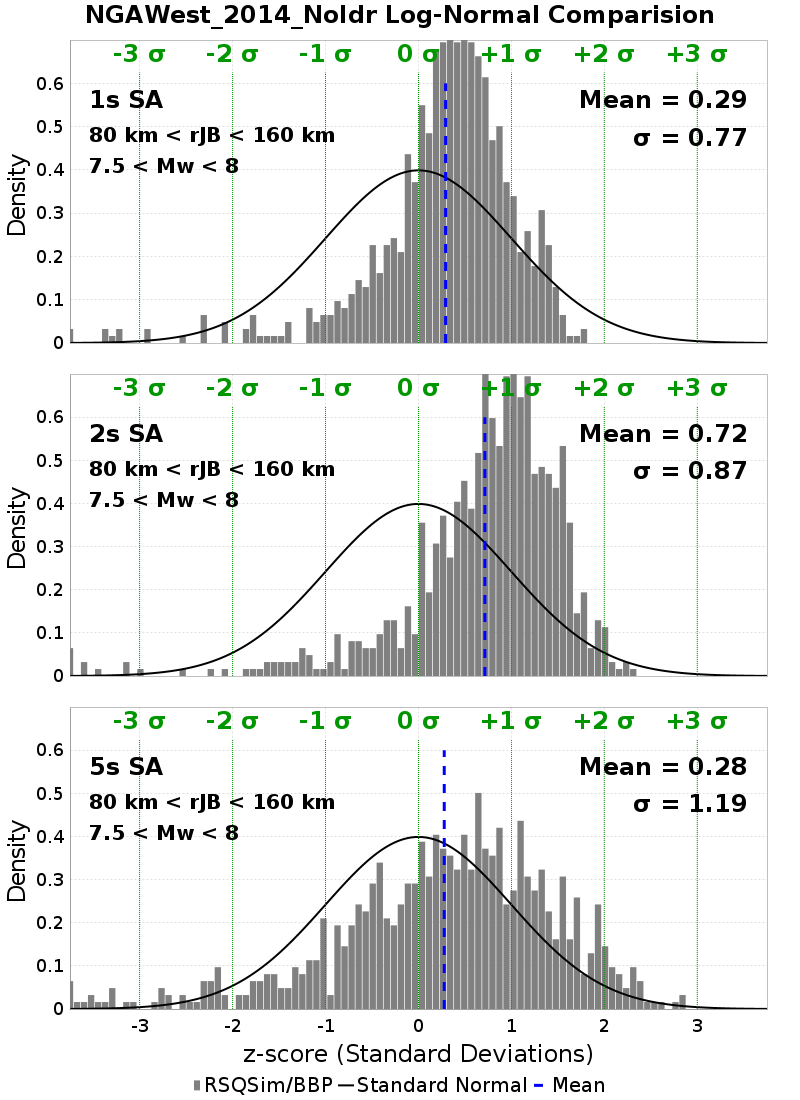 NGAWest_2014_NoIdr Log-Normal Comparision
-3 σ -2 σ -1 σ 0 σ +1 σ +2 σ +3 σ
1s SA Mean = 0.29
80 km < rJB < 160 km σ = 0.77
7.5 < Mw < 8
0.6
0.5
0.4
0.3
0.2
0.1
0
Density
-3 σ -2 σ -1 σ 0 σ +1 σ +2 σ +3 σ
2s SA Mean = 0.72
80 km < rJB < 160 km σ = 0.87
7.5 < Mw < 8
0.6
0.5
0.4
0.3
0.2
0.1
0
Density
-3 σ -2 σ -1 σ 0 σ +1 σ +2 σ +3 σ
5s SA Mean = 0.28
80 km < rJB < 160 km σ = 1.19
7.5 < Mw < 8
0.6
0.5
0.4
0.3
0.2
0.1
0
Density
-3 -2 -1 0 1 2 3
z-score (Standard Deviations)
RSQSim/BBP Standard Normal Mean